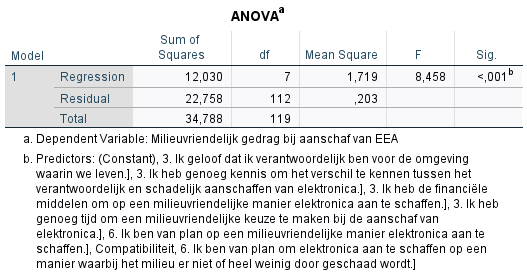 ANOVAa
Model Sum of Squares df Mean Square F Sig.
1 Regression 12,030 7 1,719 8,458 <,001b
Residual 22,758 112 ,203
Total 34,788 119
a. Dependent Variable: Milieuvriendelijk gedrag bij aanschaf van EEA
b. Predictors: (Constant), 3. Ik geloof dat ik verantwoordelijk ben voor de omgeving
waarin we leven.], 3. Ik heb genoeg kennis om het verschil te kennen tussen het
verantwoordelijk en schadelijk aanschaffen van elektronica.], 3. Ik heb de financiële
middelen om op een milieuvriendelijke manier elektronica aan te schaffen.], 3. Ik heb
genoeg tijd om een milieuvriendelijke keuze te maken bij de aanschaf van
elektronica.], 6. Ik ben van plan op een milieuvriendelijke manier elektronica aan te
schaffen.], Compatibiliteit, 6. Ik ben van plan om elektronica aan te schaffen op een
manier waarbij het milieu er niet of heel weinig door geschaad wordt.]